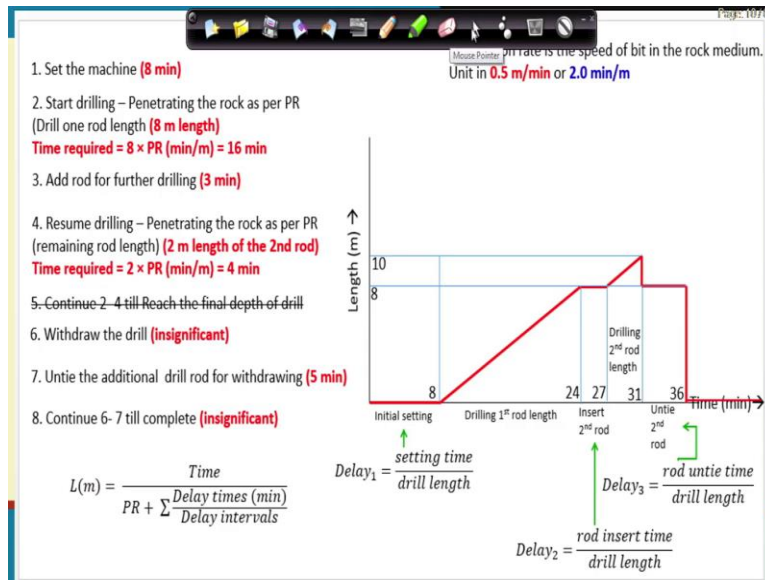 Page: 10/
Mouse Pointer
on rate is the speed of bit in the rock medium.
Unit in 0.5 m/min or 2.0 min/m
1. Set the machine (8 min)
2. Start drilling – Penetrating the rock as per PR
(Drill one rod length (8 m length)
Time required = 8 × PR (min/m) = 16 min
3. Add rod for further drilling (3 min)
4. Resume drilling – Penetrating the rock as per PR
(remaining rod length) (2 m length of the 2nd rod)
Time required = 2 × PR (min/m) = 4 min
5. Continue 2-4 till Reach the final depth of drill
6. Withdraw the drill (insignificant)
7. Untie the additional drill rod for withdrawing (5 min)
8. Continue 6- 7 till complete (insignificant)
L(m) = Time / PR + ∑ Delay times (min) / Delay intervals
Length (m) →
10
8
Drilling
2nd rod
length
8 24 27 31 36 Time (min) →
Initial setting
Drilling 1st rod length
Insert
2nd rod
Untie
2nd
rod
Delay1 = setting time / drill length
Delay3 = rod untie time / drill length
Delay2 = rod insert time / drill length